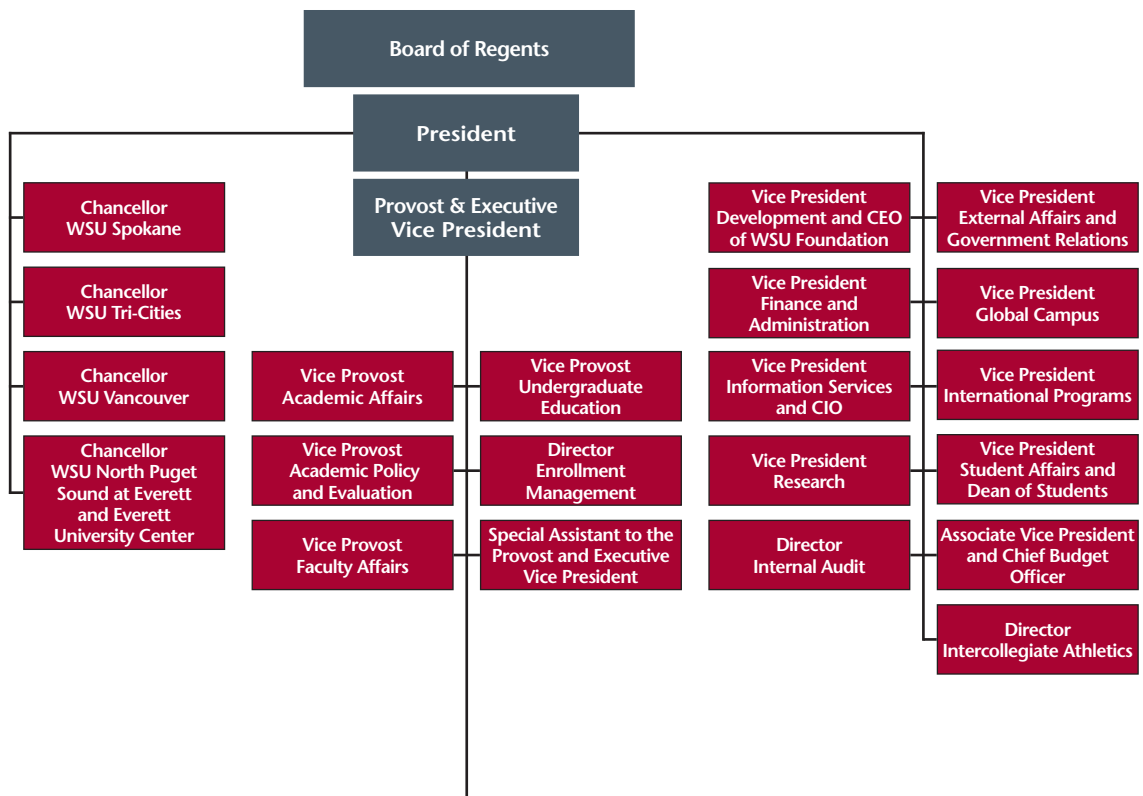 Board of Regents
President
Provost & Executive
Vice President
Chancellor
WSU Spokane
Chancellor
WSU Tri-Cities
Chancellor
WSU Vancouver
Chancellor
WSU North Puget
Sound at Everett
and Everett
University Center
Vice Provost
Academic Affairs
Vice Provost
Undergraduate
Education
Vice Provost
Academic Policy
and Evaluation
Director
Enrollment
Management
Vice Provost
Faculty Affairs
Special Assistant to the
Provost and Executive
Vice President
Vice President
Development and CEO
of WSU Foundation
Vice President
External Affairs and
Government Relations
Vice President
Finance and
Administration
Vice President
Global Campus
Vice President
Information Services
and CIO
Vice President
International Programs
Vice President
Research
Vice President
Student Affairs and
Dean of Students
Director
Internal Audit
Associate Vice President
and Chief Budget
Officer
Director
Intercollegiate Athletics